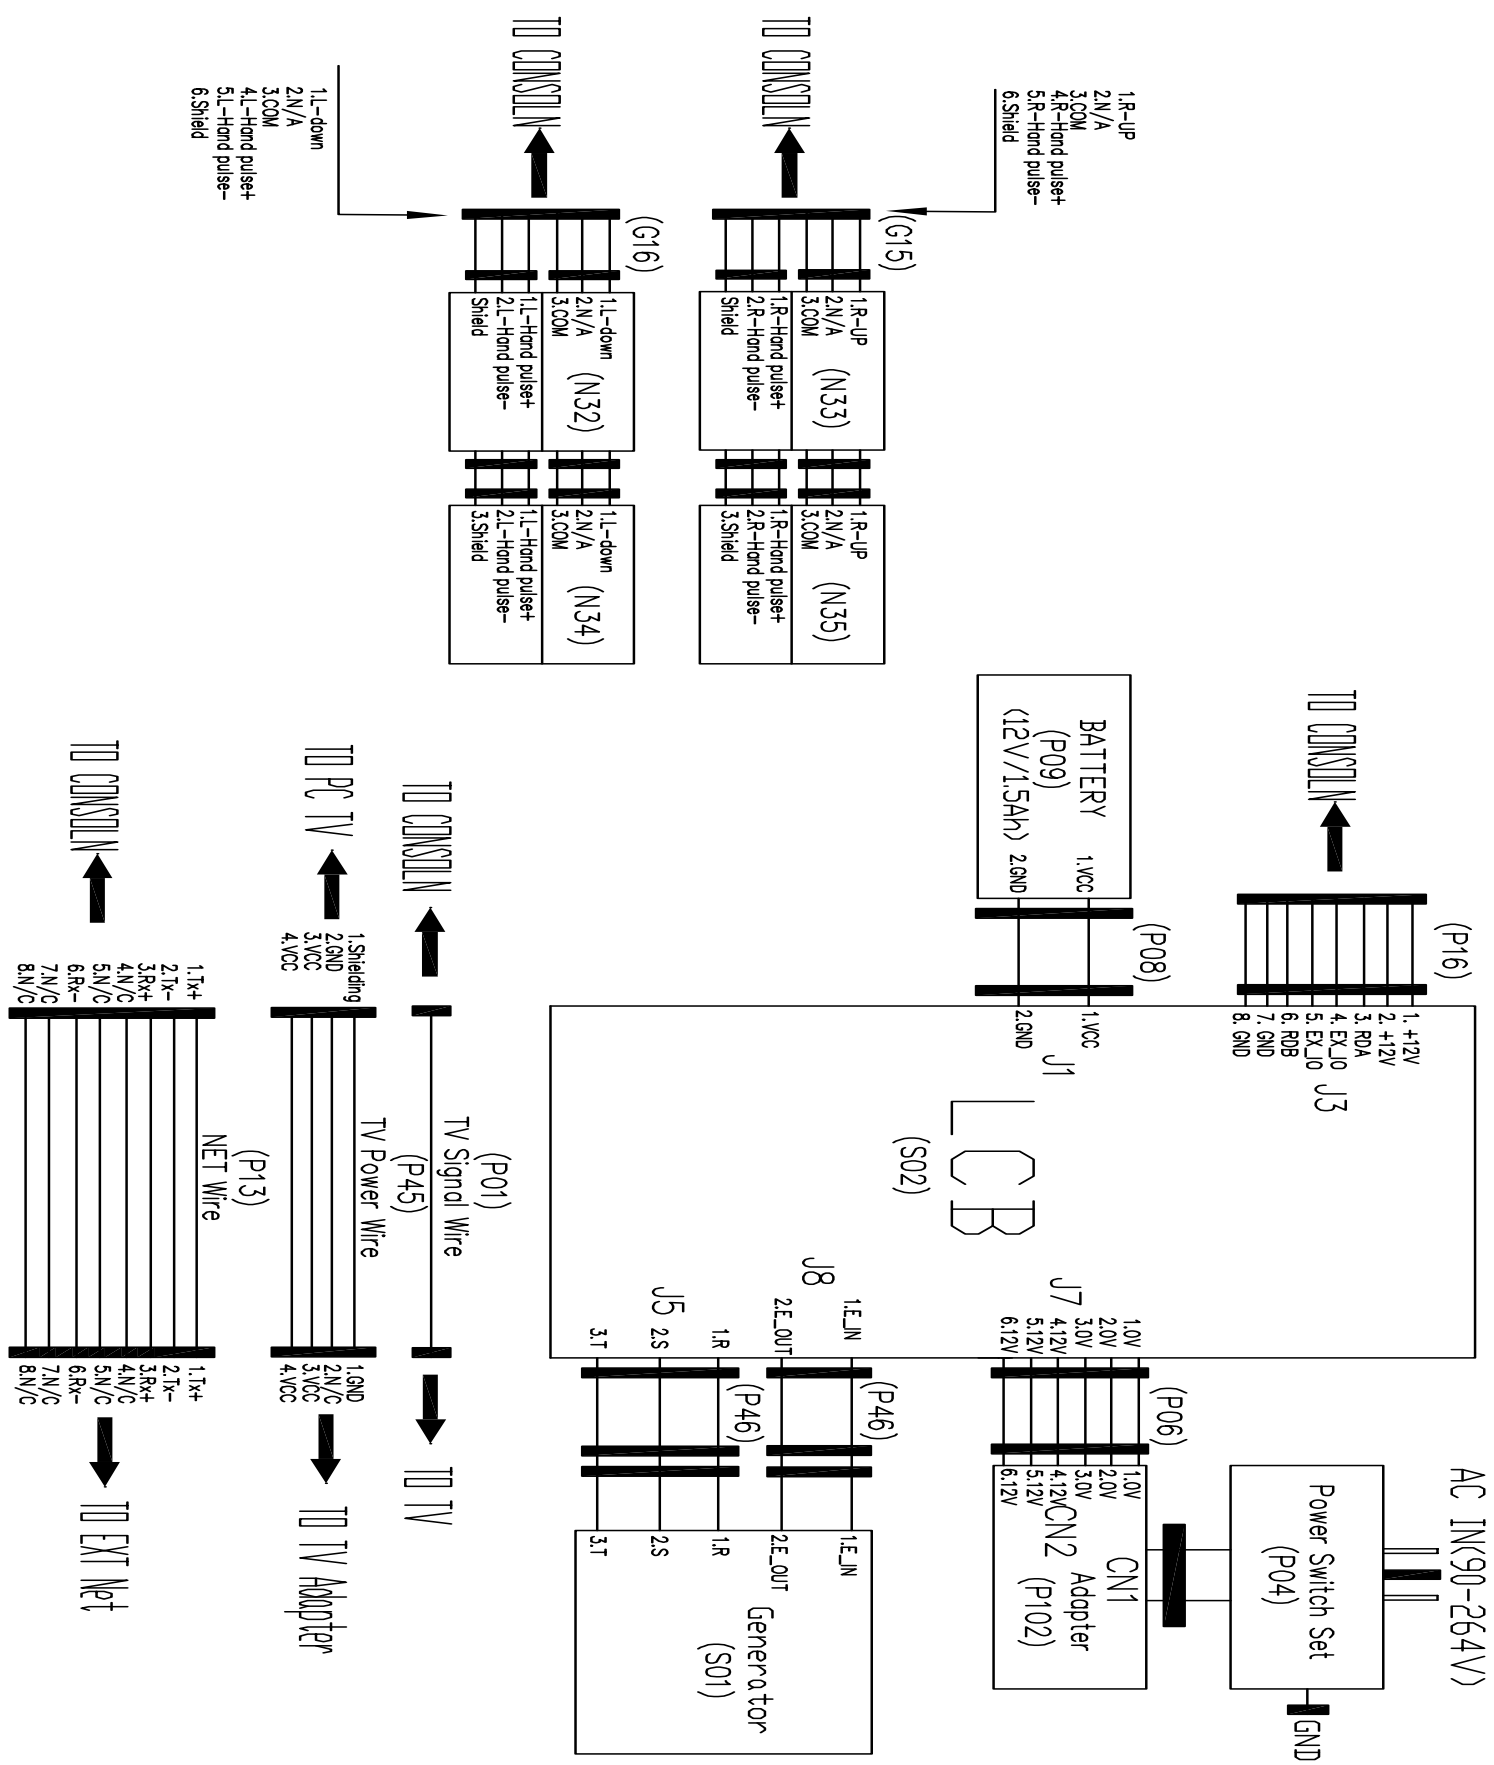 AC IN(90-264V)
Power Switch Set
(P04)
GND
(P16)
TO CONSOLN
1. +12V
2. +12V
3. RDA
4. EX_IO
5. EX_IO
6. RDB
7. GND
8. GND
J3
BATTERY
(P09)
(12V/1.5Ah)
1.VCC
2.GND
(P08)
1.VCC
2.GND
J1
LCB
(S02)
J7
1.0V
2.0V
3.0V
4.12V
5.12V
6.12V
(P06)
1.0V
2.0V
3.0V
4.12V
5.12V
6.12V
CN2
CN1
Adapter
(P102)
J8
1.E_IN
2.E_OUT
(P46)
1.E_IN
2.E_OUT
J5
1.R
2.S
3.T
(P46)
1.R
2.S
3.T
Generator
(S01)
1.R-UP
2.N/A
3.COM
4.R-Hand pulse+
5.R-Hand pulse-
6.Shield
TO CONSOLN
(G15)
1.R-UP
2.N/A
3.COM
(N33)
1.R-Hand pulse+
2.R-Hand pulse-
Shield
1.R-UP
2.N/A
3.COM
(N35)
1.R-Hand pulse+
2.R-Hand pulse-
3.Shield
TO CONSOLN
(G16)
1.L-down
2.N/A
3.COM
4.L-Hand pulse+
5.L-Hand pulse-
6.Shield
1.L-down
2.N/A
3.COM
(N32)
1.L-Hand pulse+
2.L-Hand pulse-
Shield
1.L-down
2.N/A
3.COM
(N34)
1.L-Hand pulse+
2.L-Hand pulse-
3.Shield
TO CONSOLN
(P01)
TV Signal Wire
TO TV
TO PC TV
1.Shielding
2.GND
3.VCC
4.VCC
(P45)
TV Power Wire
1.GND
2.N/C
3.VCC
4.VCC
TO TV Adapter
TO CONSOLN
1.Tx+
2.Tx-
3.Rx+
4.N/C
5.N/C
6.Rx-
7.N/C
8.N/C
(P13)
NET Wire
1.Tx+
2.Tx-
3.Rx+
4.N/C
5.N/C
6.Rx-
7.N/C
8.N/C
TO EXT Net